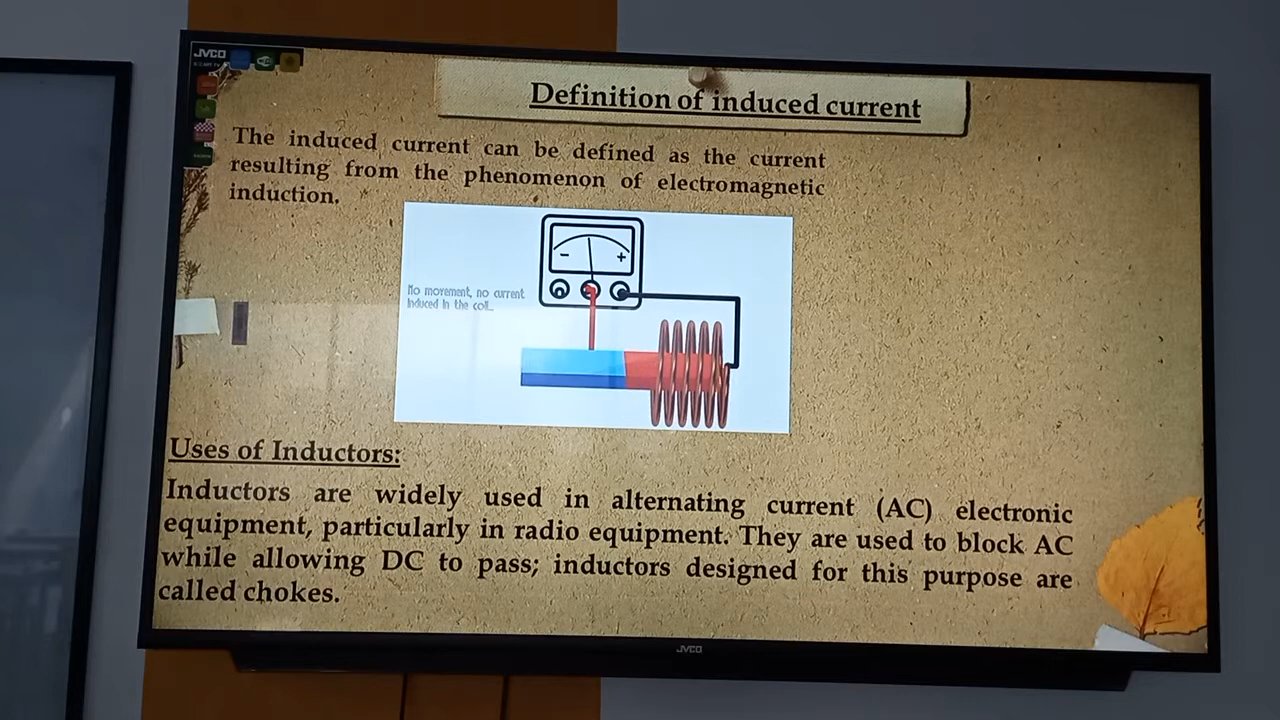 JVCO
Definition of induced current
The induced current can be defined as the current
resulting from the phenomenon of electromagnetic
induction.
- +
No movement, no current
induced in the coil...
Uses of Inductors:
Inductors are widely used in alternating current (AC) electronic
equipment, particularly in radio equipment. They are used to block AC
while allowing DC to pass; inductors designed for this purpose are
called chokes.
JVCO